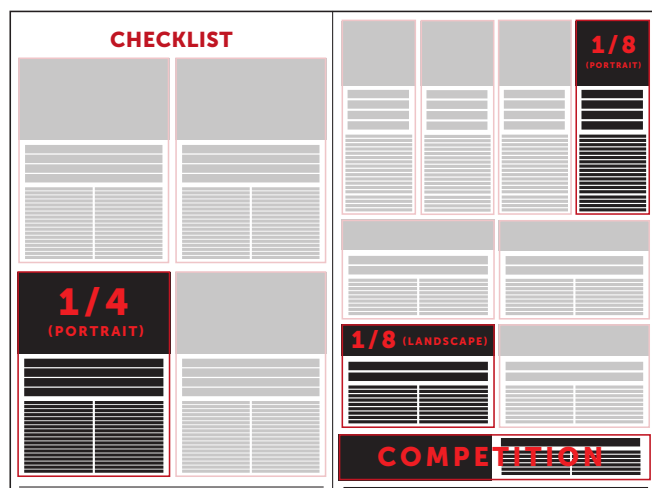 CHECKLIST
1/4
(PORTRAIT)
1/8
(PORTRAIT)
1/8 (LANDSCAPE)
COMPETITION